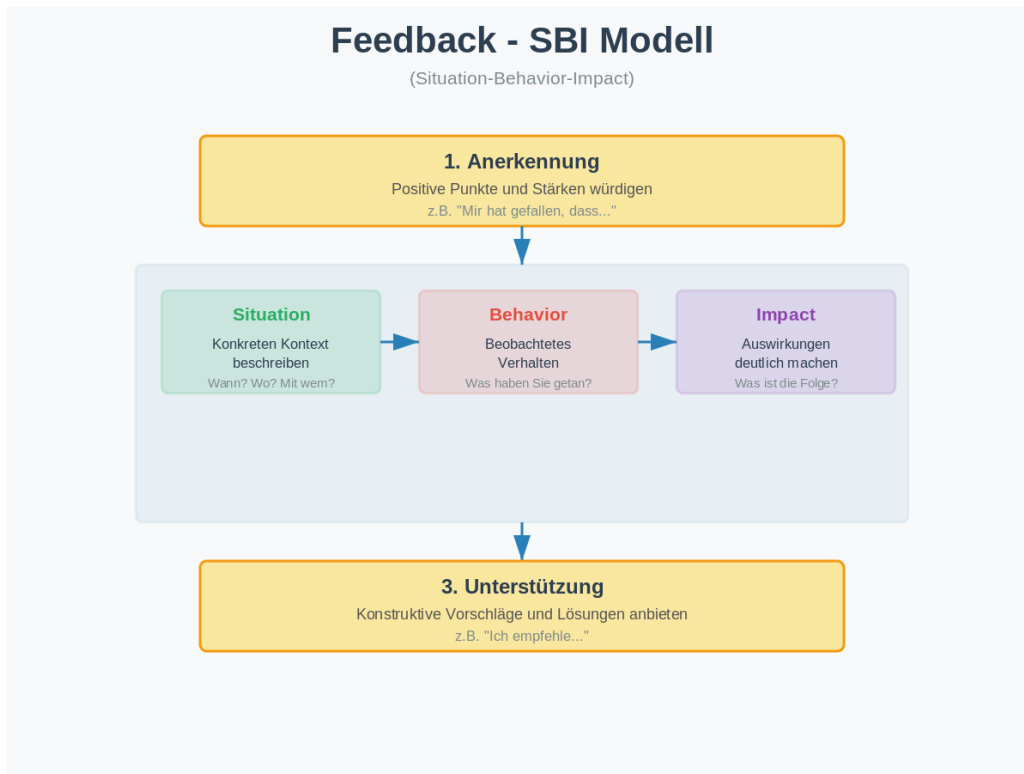 Feedback - SBI Modell
(Situation-Behavior-Impact)
1. Anerkennung
Positive Punkte und Stärken würdigen
z.B. "Mir hat gefallen, dass..."
Situation
Konkreten Kontext
beschreiben
Wann? Wo? Mit wem?
Behavior
Beobachtetes
Verhalten
Was haben Sie getan?
Impact
Auswirkungen
deutlich machen
Was ist die Folge?
3. Unterstützung
Konstruktive Vorschläge und Lösungen anbieten
z.B. "Ich empfehle..."